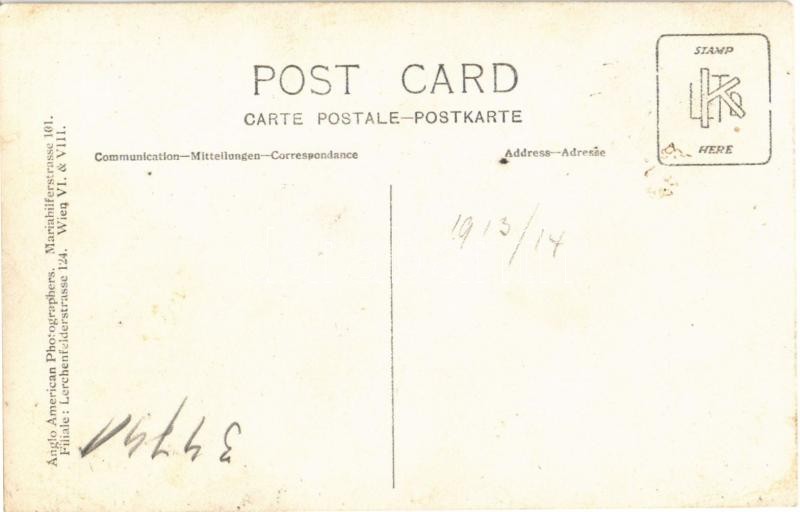 POST CARD
CARTE POSTALE—POSTKARTE
STAMP
HERE
Communication—Mitteilungen—Correspondance
Address—Adresse
1913/14
Anglo American Photographers. Mariahilferstrasse 101.
Filiale: Lerchenfelderstrasse 124. Wien VI. & VIII.